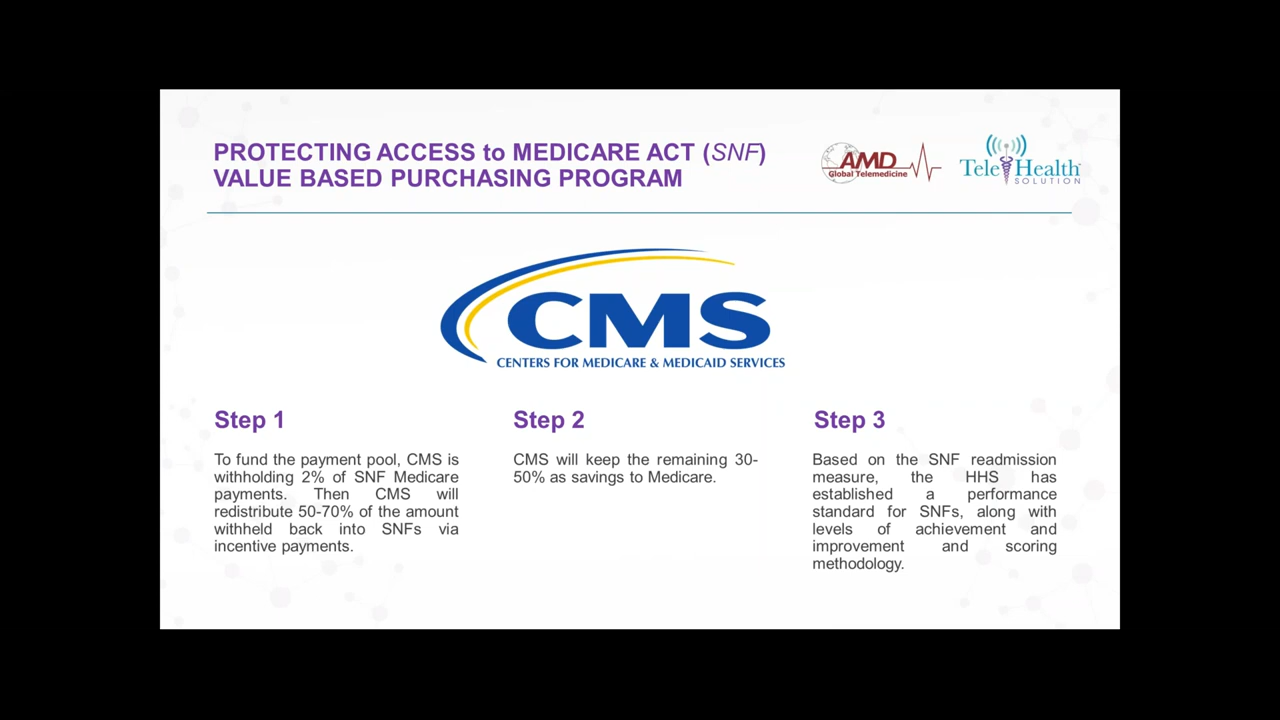 PROTECTING ACCESS to MEDICARE ACT (SNF)
VALUE BASED PURCHASING PROGRAM
AMD
Global Telemedicine
TeleHealth
SOLUTION
CMS
CENTERS FOR MEDICARE & MEDICAID SERVICES
Step 1
To fund the payment pool, CMS is
withholding 2% of SNF Medicare
payments. Then CMS will
redistribute 50-70% of the amount
withheld back into SNFs via
incentive payments.
Step 2
CMS will keep the remaining 30-
50% as savings to Medicare.
Step 3
Based on the SNF readmission
measure, the HHS has
established a performance
standard for SNFs, along with
levels of achievement and
improvement and scoring
methodology.